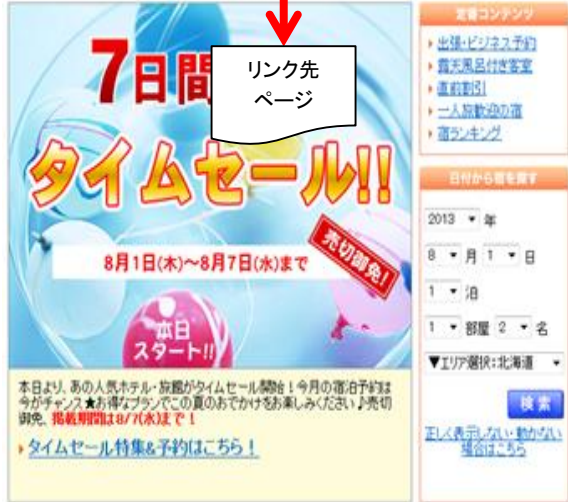 7日間
リンク先
ページ
タイムセール!!
売切御免!
8月1日(木)～8月7日(水)まで
本日
スタート!!
本日より、あの人気ホテル・旅館がタイムセール開始！今月の宿泊予約は
今がチャンス★お得なプランでこの夏のおでかけをお楽しみください♪売切
御免、掲載期間は8/7(水)まで！
タイムセール特集&予約はこちら！
定番コンテンツ
出張・ビジネス予約
露天風呂付き客室
直前割引
一人旅歓迎の宿
宿ランキング
日付から宿を探す
2013 年
8 月 1 日
1 泊
1 部屋 2 名
▼エリア選択:北海道
検索
正しく表示しない・動かない
場合はこちら